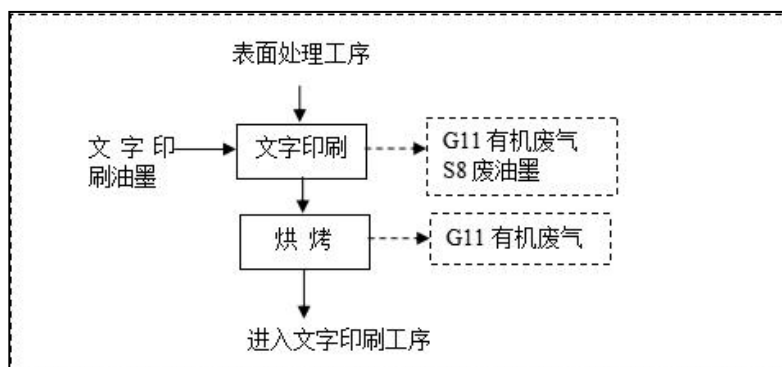 表面处理工序
文字印
刷油墨
文字印刷
G11 有机废气
S8 废油墨
烘 烤
G11 有机废气
进入文字印刷工序